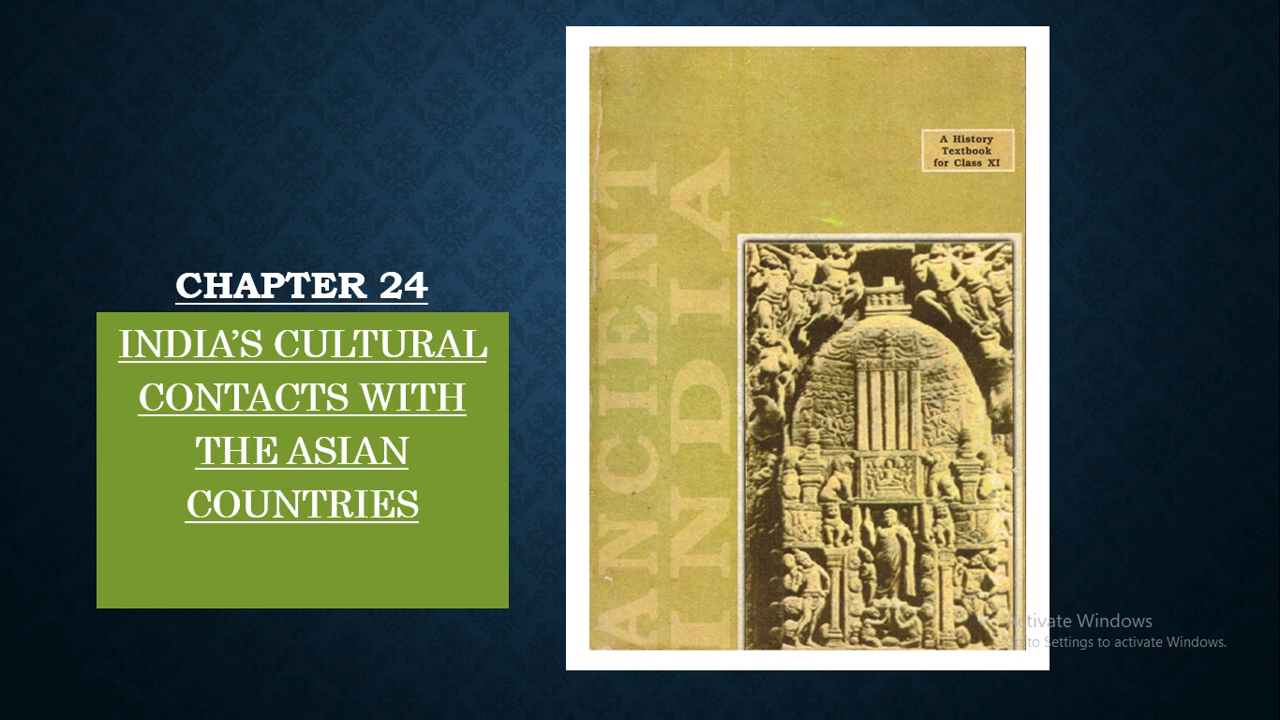 CHAPTER 24
INDIA'S CULTURAL
CONTACTS WITH
THE ASIAN
COUNTRIES
ANCIENT
INDIA
A History
Textbook
for Class XI
Activate Windows
to Settings to activate Windows.